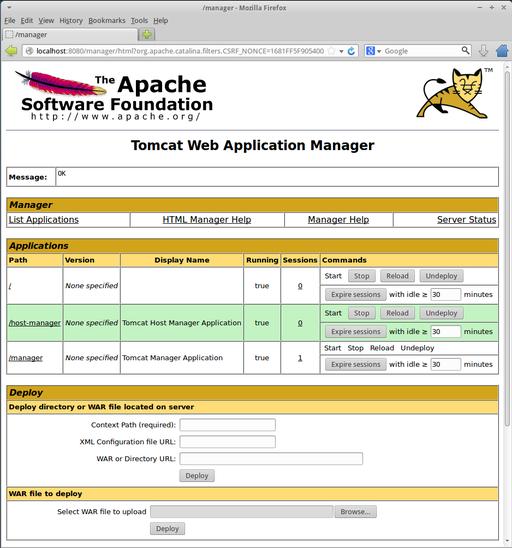 /manager - Mozilla Firefox
File Edit View History Bookmarks Tools Help
/manager
localhost:8080/manager/html?org.apache.catalina.filters.CSRF_NONCE=1681FF5F905400
Google
The Apache
Software Foundation
http://www.apache.org/
TM
Tomcat Web Application Manager
Message: OK
Manager
List Applications HTML Manager Help Manager Help Server Status
Applications
Path Version Display Name Running Sessions Commands
/ None specified true 0 Start Stop Reload Undeploy
Expire sessions with idle ≥ 30 minutes
/host-manager None specified Tomcat Host Manager Application true 0 Start Stop Reload Undeploy
Expire sessions with idle ≥ 30 minutes
/manager None specified Tomcat Manager Application true 1 Start Stop Reload Undeploy
Expire sessions with idle ≥ 30 minutes
Deploy
Deploy directory or WAR file located on server
Context Path (required):
XML Configuration file URL:
WAR or Directory URL:
Deploy
WAR file to deploy
Select WAR file to upload Browse...
Deploy